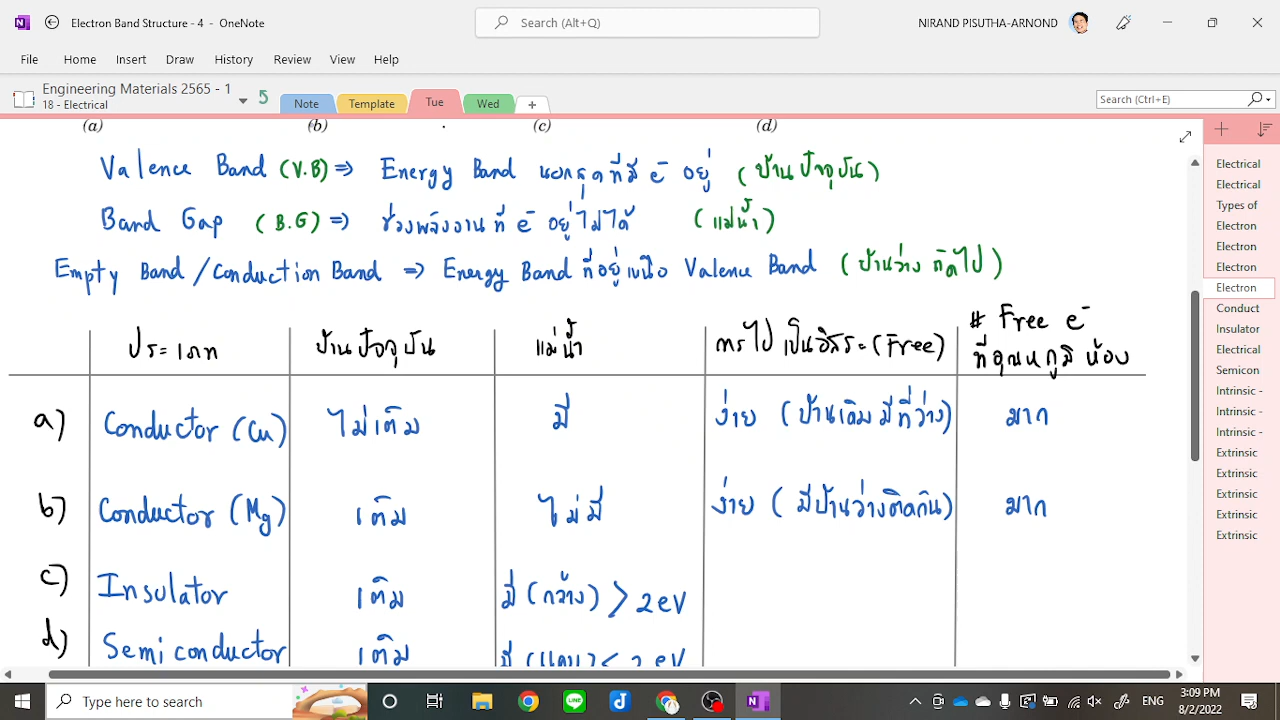 Electron Band Structure - 4 - OneNote
Search (Alt+Q)
NIRAND PISUTHA-ARNOND
File Home Insert Draw History Review View Help
Engineering Materials 2565 - 1
18 - Electrical
Note Template Tue Wed +
Search (Ctrl+E)
(a) (b) (c) (d)
Valence Band (V.B) ⇒ Energy Band นอกสุดที่มี e⁻ อยู่ (บ้านปัจจุบัน)
Band Gap (B.G) ⇒ ช่วงพลังงานที่ e⁻ อยู่ไม่ได้ (แม่น้ำ)
Empty Band/Conduction Band ⇒ Energy Band ที่อยู่เหนือ Valence Band (บ้านว่าง ถัดไป)
ประเภท บ้านปัจจุบัน แม่น้ำ การไปเป็นอิสระ (Free) # Free e⁻
ที่อุณหภูมิห้อง
a) Conductor (Cu) ไม่เต็ม มี ง่าย (บ้านเดิมมีที่ว่าง) มาก
b) Conductor (Mg) เต็ม ไม่มี ง่าย (มีบ้านว่างติดกัน) มาก
c) Insulator เต็ม มี (กว้าง) > 2 eV
d) Semiconductor เต็ม มี (แคบ) < 2 eV
Electrical
Electrical
Types of
Electron
Electron
Electron
Electron
Conduct
Insulator
Electrical
Semicon
Intrinsic
Intrinsic -
Intrinsic -
Extrinsic
Extrinsic
Extrinsic
Extrinsic
Extrinsic
Type here to search
ENG
3:09 PM
8/2/2022